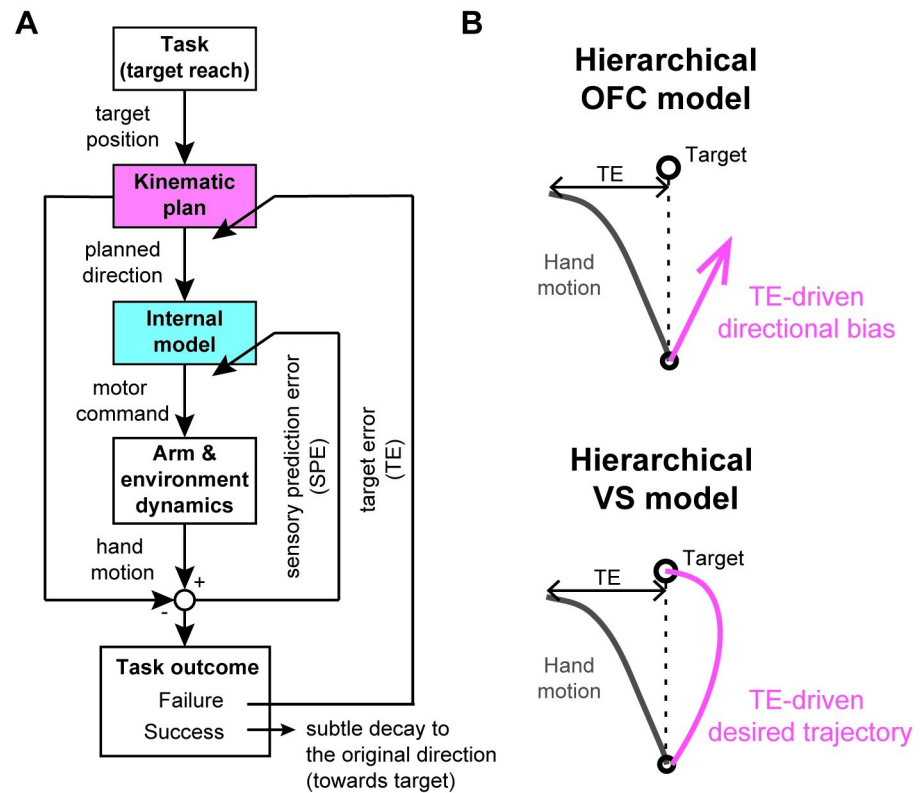 A
Task
(target reach)
target
position
Kinematic
plan
planned
direction
Internal
model
motor
command
Arm &
environment
dynamics
hand
motion
+
-
sensory prediction error
(SPE)
target error
(TE)
Task outcome
Failure
Success
subtle decay to
the original direction
(towards target)
B
Hierarchical
OFC model
TE
Target
Hand
motion
TE-driven
directional bias
Hierarchical
VS model
TE
Target
Hand
motion
TE-driven
desired trajectory